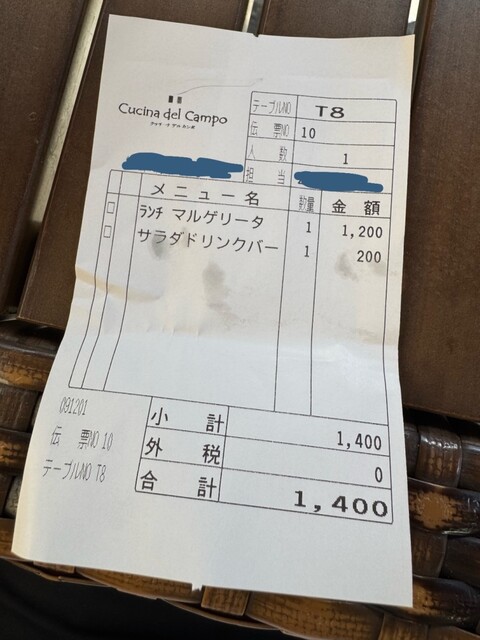 Cucina del Campo
クッチーナ デル カンポ
テーブルNO T8
伝票NO 10
人数 1
担当
メニュー名 数量 金額
ﾗﾝﾁ マルゲリータ 1 1,200
サラダドリンクバー 1 200
小計 1,400
外税 0
合計 1,400
091201
伝票NO 10
テーブルNO T8